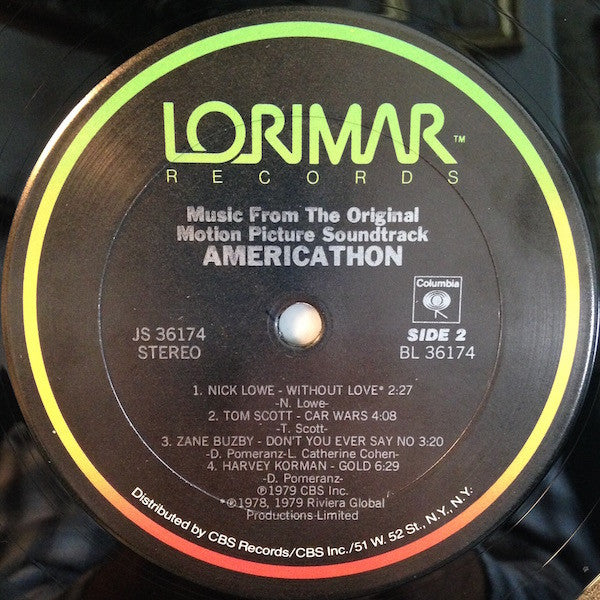 LORIMAR™
RECORDS
Music From The Original
Motion Picture Soundtrack
AMERICATHON
Columbia
JS 36174
STEREO
SIDE 2
BL 36174
1. NICK LOWE - WITHOUT LOVE* 2:27
-N. Lowe-
2. TOM SCOTT - CAR WARS 4:08
-T. Scott-
3. ZANE BUZBY - DON'T YOU EVER SAY NO 3:20
-D. Pomeranz-L. Catherine Cohen-
4. HARVEY KORMAN - GOLD 6:29
-D. Pomeranz-
℗1979 CBS Inc.
*℗1978, 1979 Riviera Global
Productions Limited
Distributed by CBS Records/CBS Inc./51 W. 52 St., N.Y., N.Y.